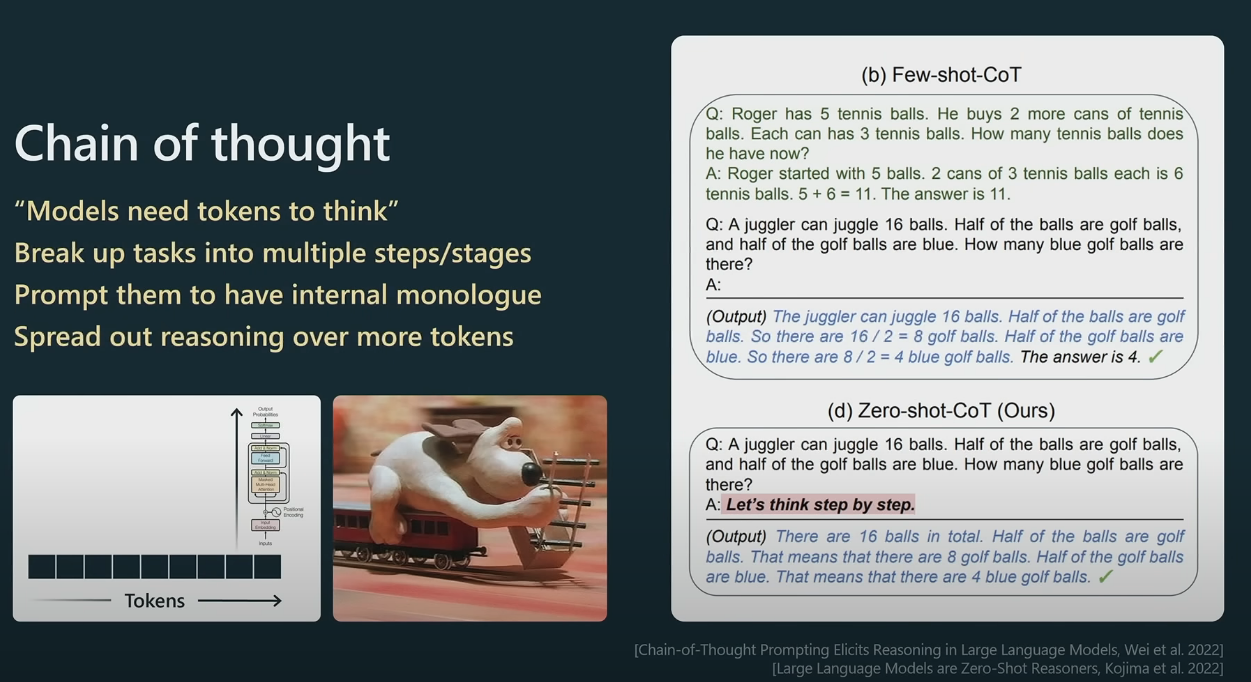 Chain of thought
“Models need tokens to think”
Break up tasks into multiple steps/stages
Prompt them to have internal monologue
Spread out reasoning over more tokens
Output
Probabilities
Softmax
Linear
Add & Norm
Feed
Forward
Add & Norm
Masked
Multi-Head
Attention
Positional
Encoding
Input
Embedding
Inputs
Tokens
(b) Few-shot-CoT
Q: Roger has 5 tennis balls. He buys 2 more cans of tennis
balls. Each can has 3 tennis balls. How many tennis balls does
he have now?
A: Roger started with 5 balls. 2 cans of 3 tennis balls each is 6
tennis balls. 5 + 6 = 11. The answer is 11.
Q: A juggler can juggle 16 balls. Half of the balls are golf balls,
and half of the golf balls are blue. How many blue golf balls are
there?
A:
(Output) The juggler can juggle 16 balls. Half of the balls are golf
balls. So there are 16 / 2 = 8 golf balls. Half of the golf balls are
blue. So there are 8 / 2 = 4 blue golf balls. The answer is 4. ✓
(d) Zero-shot-CoT (Ours)
Q: A juggler can juggle 16 balls. Half of the balls are golf balls,
and half of the golf balls are blue. How many blue golf balls are
there?
A: Let’s think step by step.
(Output) There are 16 balls in total. Half of the balls are golf
balls. That means that there are 8 golf balls. Half of the golf balls
are blue. That means that there are 4 blue golf balls. ✓
[Chain-of-Thought Prompting Elicits Reasoning in Large Language Models, Wei et al. 2022]
[Large Language Models are Zero-Shot Reasoners, Kojima et al. 2022]